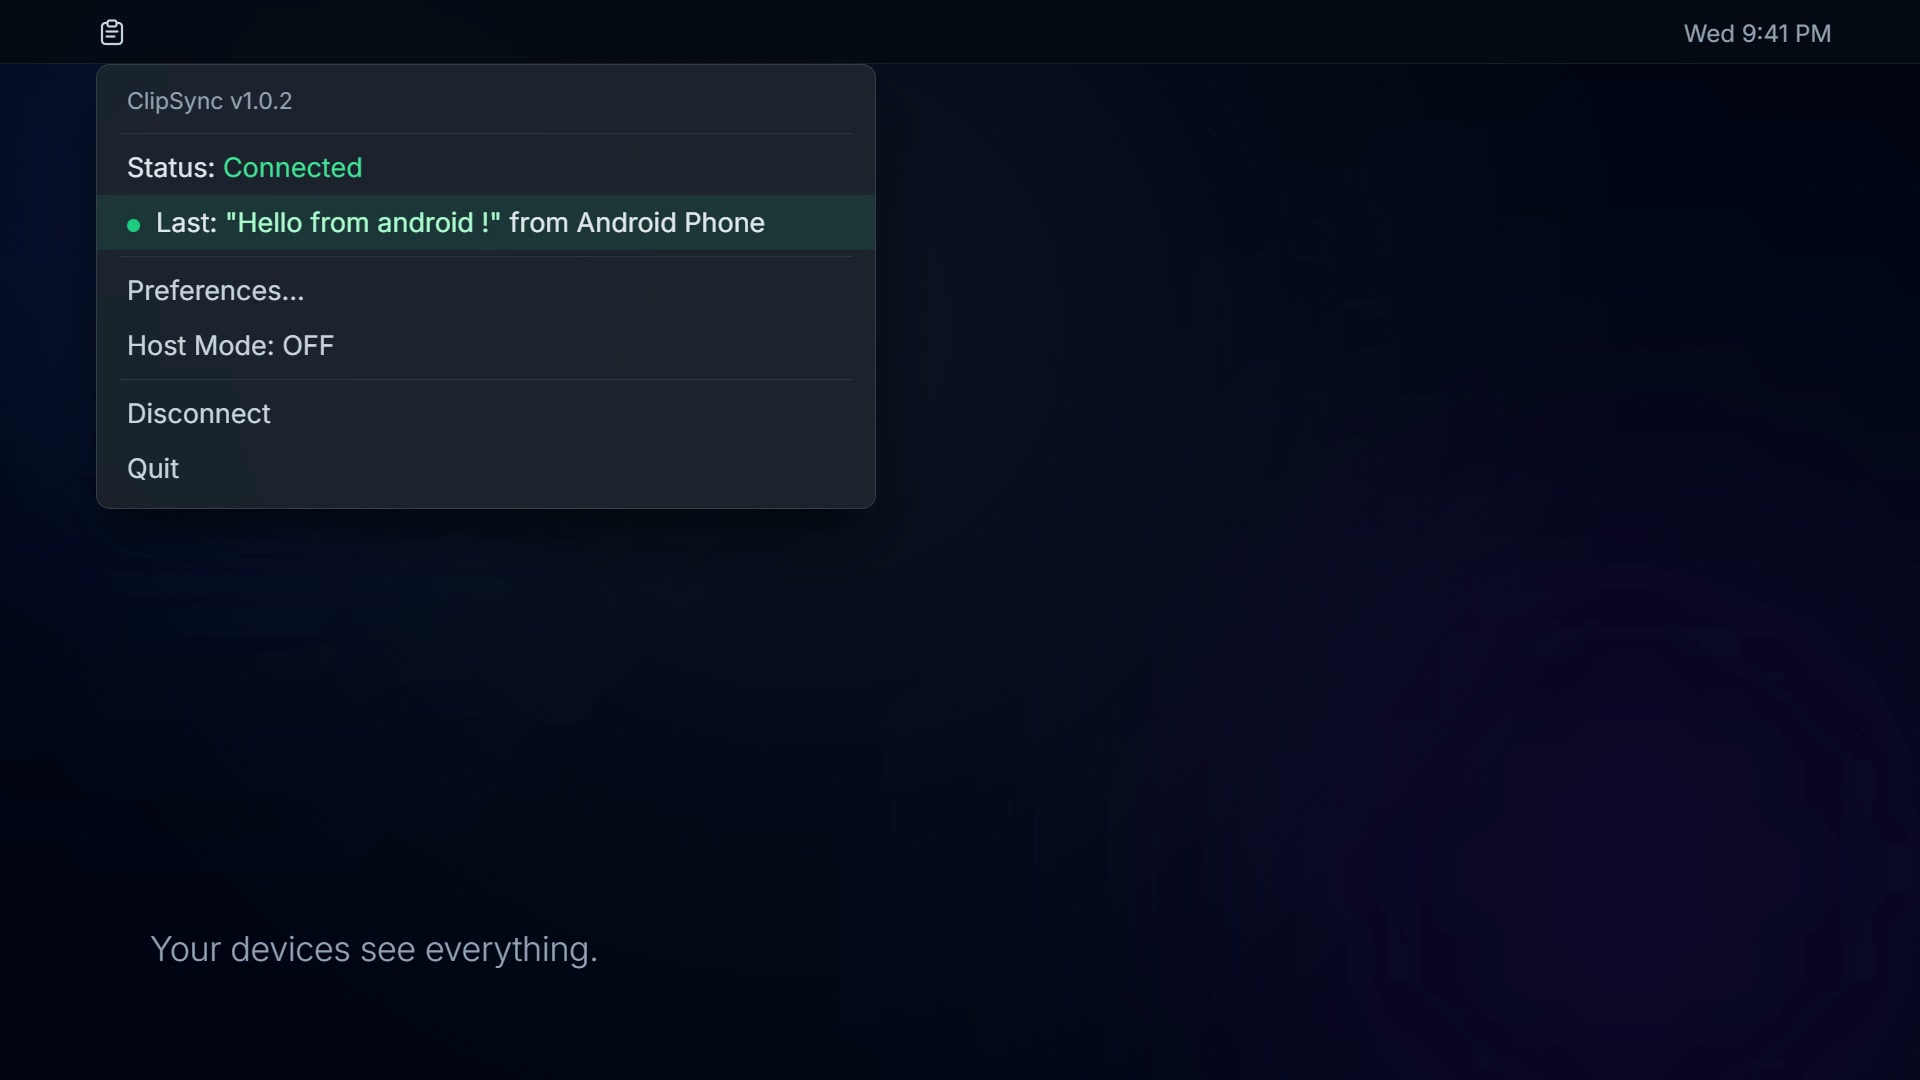 Wed 9:41 PM
ClipSync v1.0.2
Status: Connected
Last: "Hello from android !" from Android Phone
Preferences...
Host Mode: OFF
Disconnect
Quit
Your devices see everything.